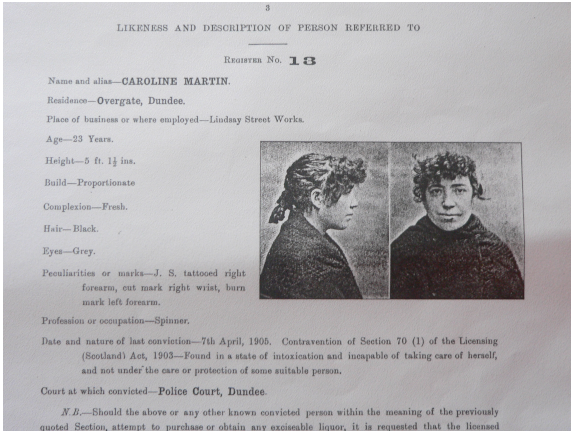 3
LIKENESS AND DESCRIPTION OF PERSON REFERRED TO
REGISTER NO. 13
Name and alias—CAROLINE MARTIN.
Residence—Overgate, Dundee.
Place of business or where employed—Lindsay Street Works.
Age—23 Years.
Height—5 ft. 1½ ins.
Build—Proportionate
Complexion—Fresh.
Hair—Black.
Eyes—Grey.
Peculiarities or marks—J. S. tattooed right
forearm, cut mark right wrist, burn
mark left forearm.
Profession or occupation—Spinner.
Date and nature of last conviction—7th April, 1905. Contravention of Section 70 (1) of the Licensing
(Scotland) Act, 1903—Found in a state of intoxication and incapable of taking care of herself,
and not under the care or protection of some suitable person.
Court at which convicted—Police Court, Dundee.
N.B.—Should the above or any other known convicted person within the meaning of the previously
quoted Section, attempt to purchase or obtain any exciseable liquor, it is requested that the licensed